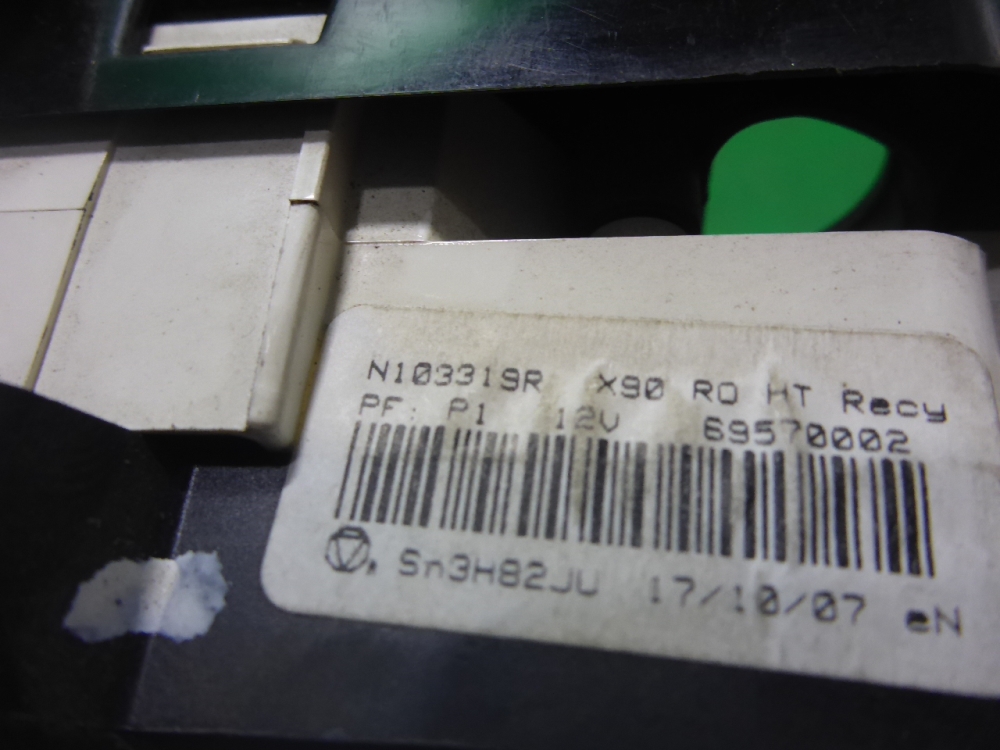 N103319R X90 RO HT Recy
PF: P1 12V 69570002
Sn3H82JU 17/10/07 eN